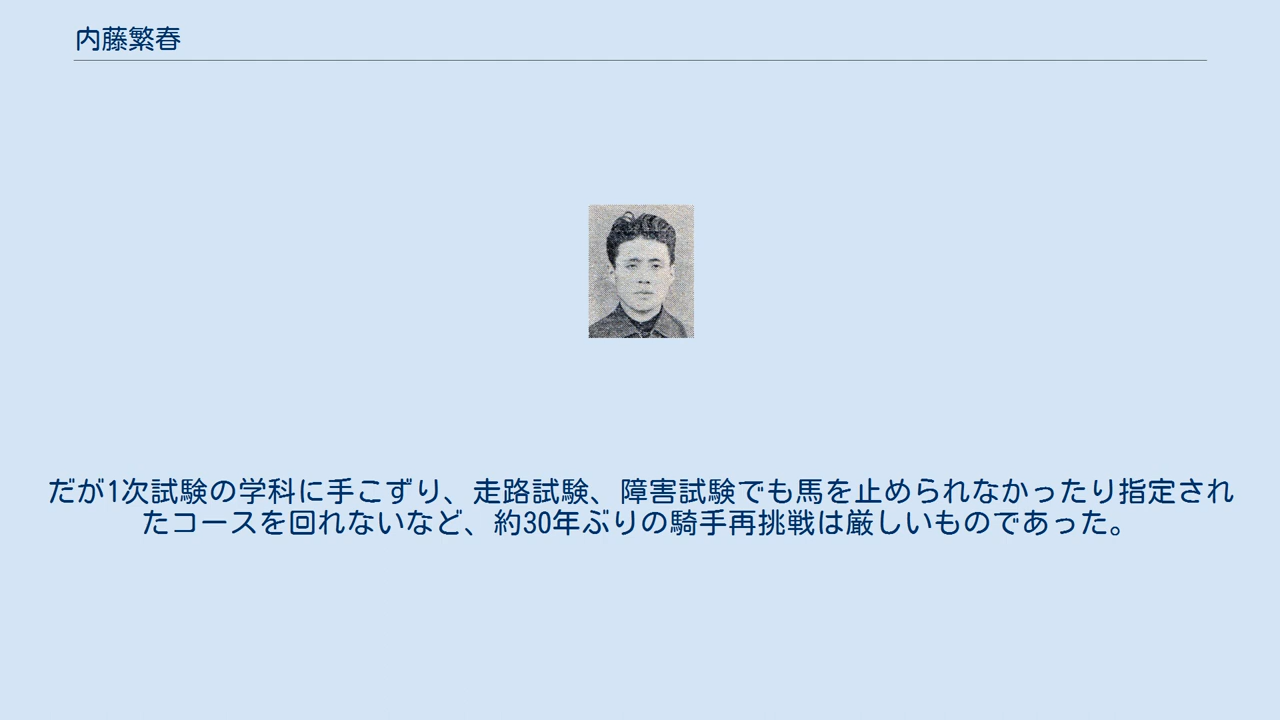 内藤繁春
だが1次試験の学科に手こずり、走路試験、障害試験でも馬を止められなかったり指定され
たコースを回れないなど、約30年ぶりの騎手再挑戦は厳しいものであった。